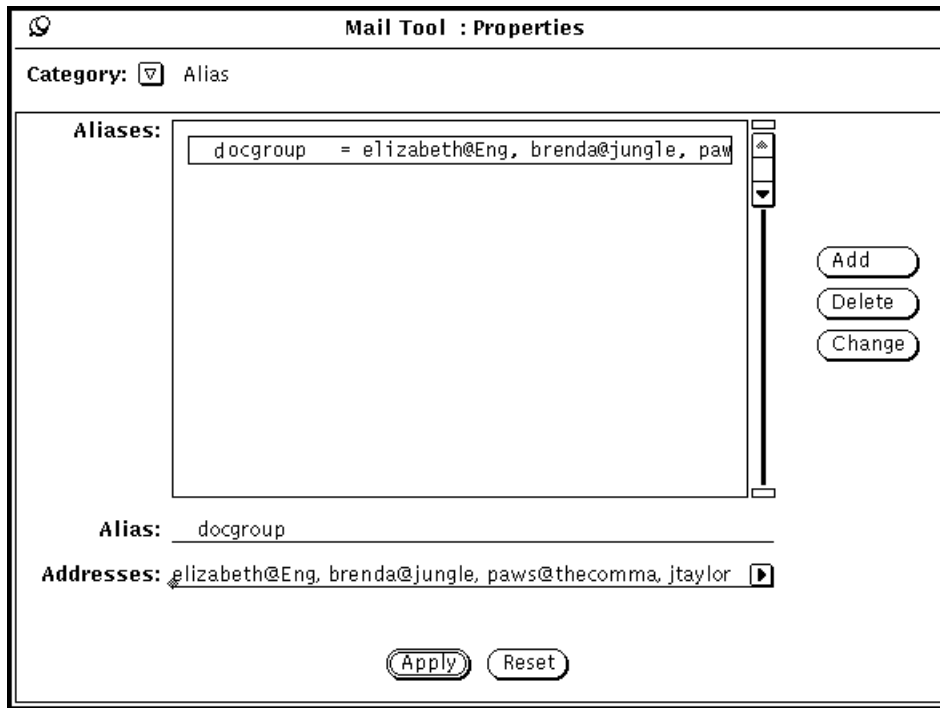 Mail Tool : Properties
Category: Alias
Aliases:
docgroup = elizabeth@Eng, brenda@jungle, paw
Add
Delete
Change
Alias: docgroup
Addresses: elizabeth@Eng, brenda@jungle, paws@thecomma, jtaylor
Apply Reset